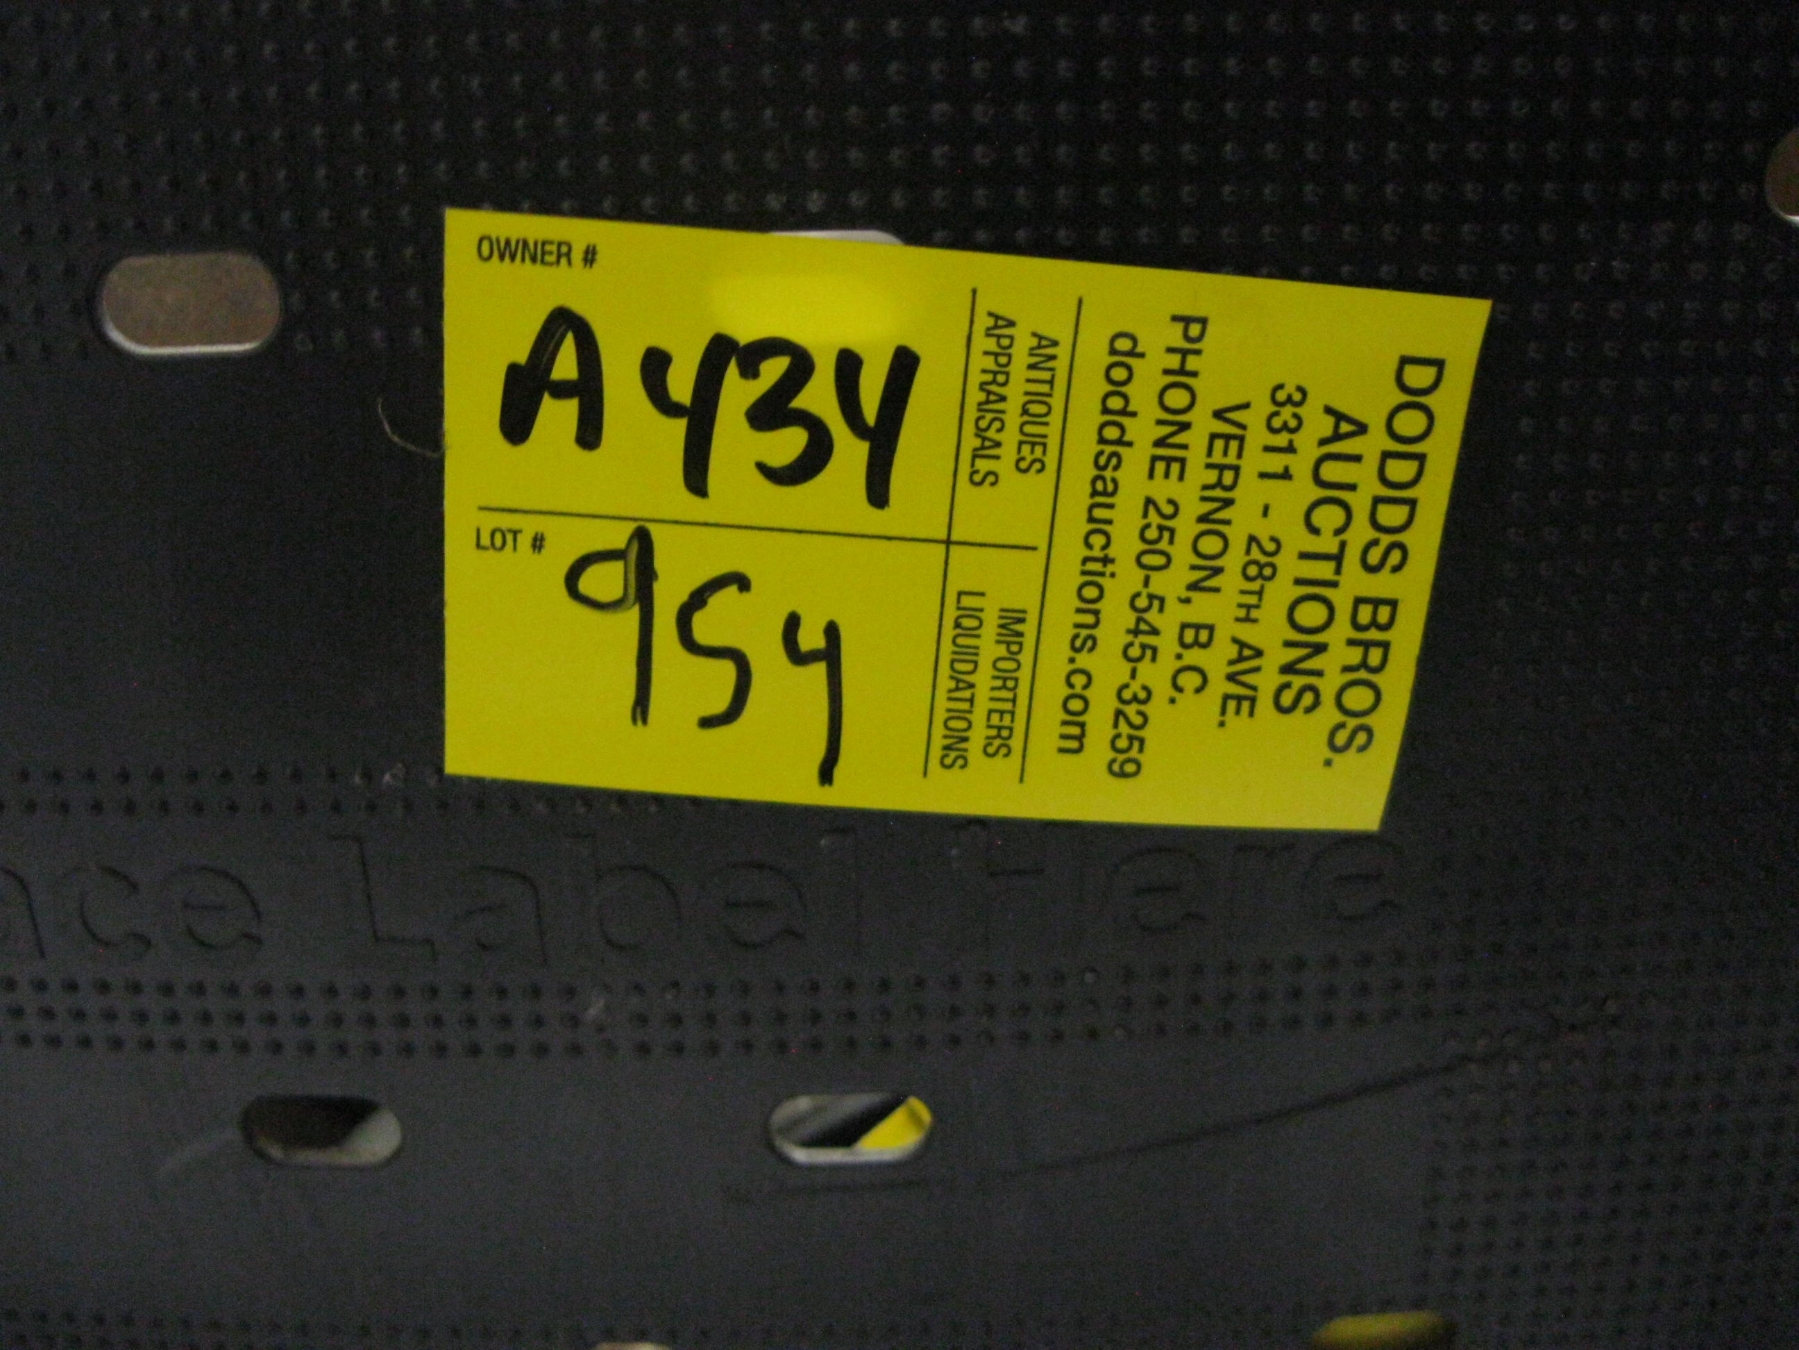 OWNER #
A434
LOT #
954
ANTIQUES
APPRAISALS
IMPORTERS
LIQUIDATIONS
DODDS BROS.
AUCTIONS
3311 - 28TH AVE.
VERNON, B.C.
PHONE 250-545-3259
doddsauctions.com
ace Label Here